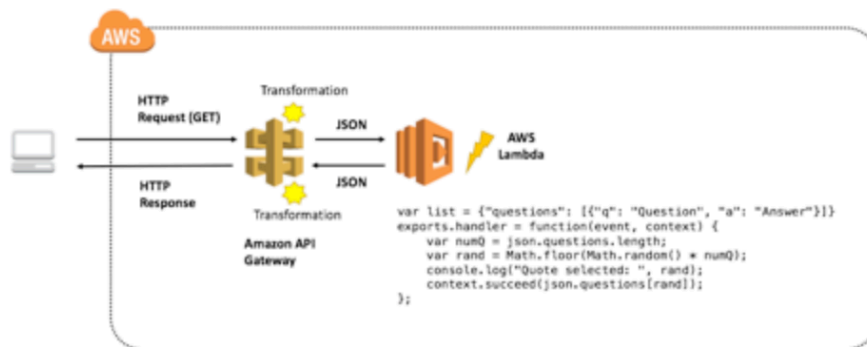 AWS
HTTP
Request (GET)
Transformation
JSON
AWS
Lambda
HTTP
Response
JSON
Transformation
Amazon API
Gateway
var list = {"questions": [{"q": "Question", "a": "Answer"}]}
exports.handler = function(event, context) {
var numQ = json.questions.length;
var rand = Math.floor(Math.random() * numQ);
console.log("Quote selected: ", rand);
context.succeed(json.questions[rand]);
};